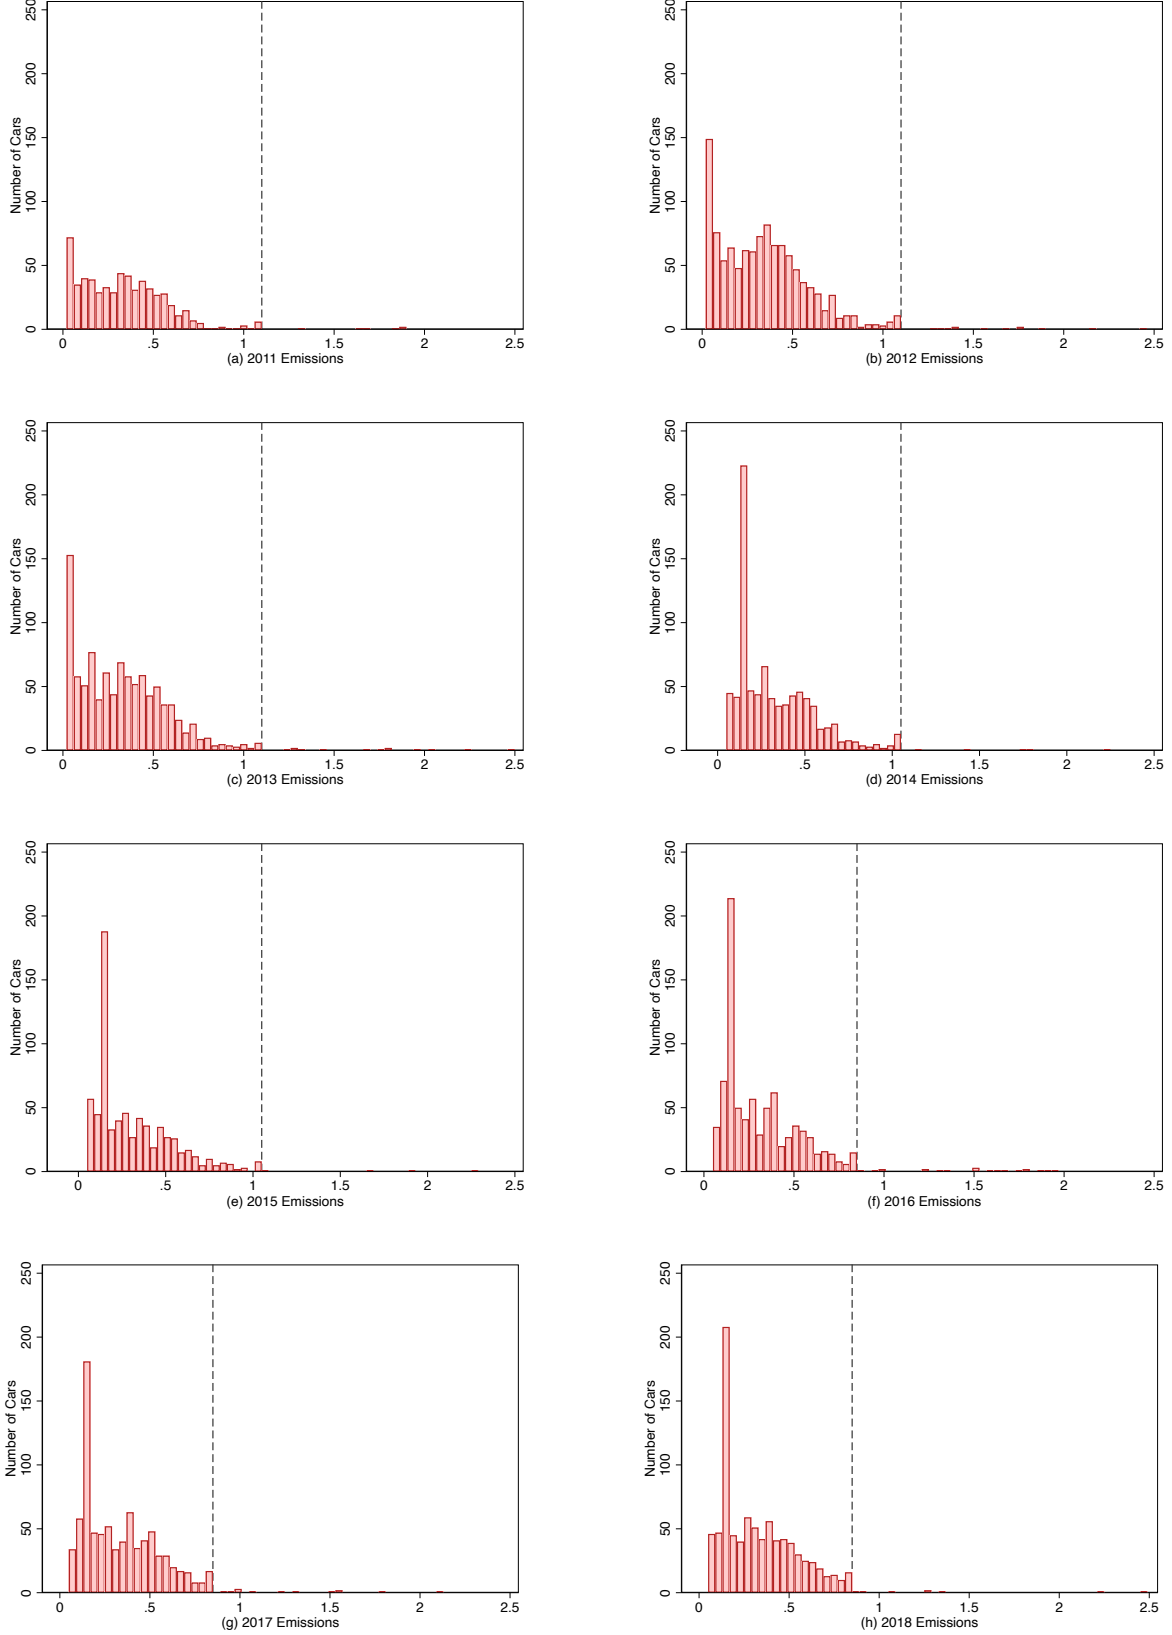 250
200
150
100
50
0
Number of Cars
0 .5 1 1.5 2 2.5
(a) 2011 Emissions
250
200
150
100
50
0
Number of Cars
0 .5 1 1.5 2 2.5
(b) 2012 Emissions
250
200
150
100
50
0
Number of Cars
0 .5 1 1.5 2 2.5
(c) 2013 Emissions
250
200
150
100
50
0
Number of Cars
0 .5 1 1.5 2 2.5
(d) 2014 Emissions
250
200
150
100
50
0
Number of Cars
0 .5 1 1.5 2 2.5
(e) 2015 Emissions
250
200
150
100
50
0
Number of Cars
0 .5 1 1.5 2 2.5
(f) 2016 Emissions
250
200
150
100
50
0
Number of Cars
0 .5 1 1.5 2 2.5
(g) 2017 Emissions
250
200
150
100
50
0
Number of Cars
0 .5 1 1.5 2 2.5
(h) 2018 Emissions